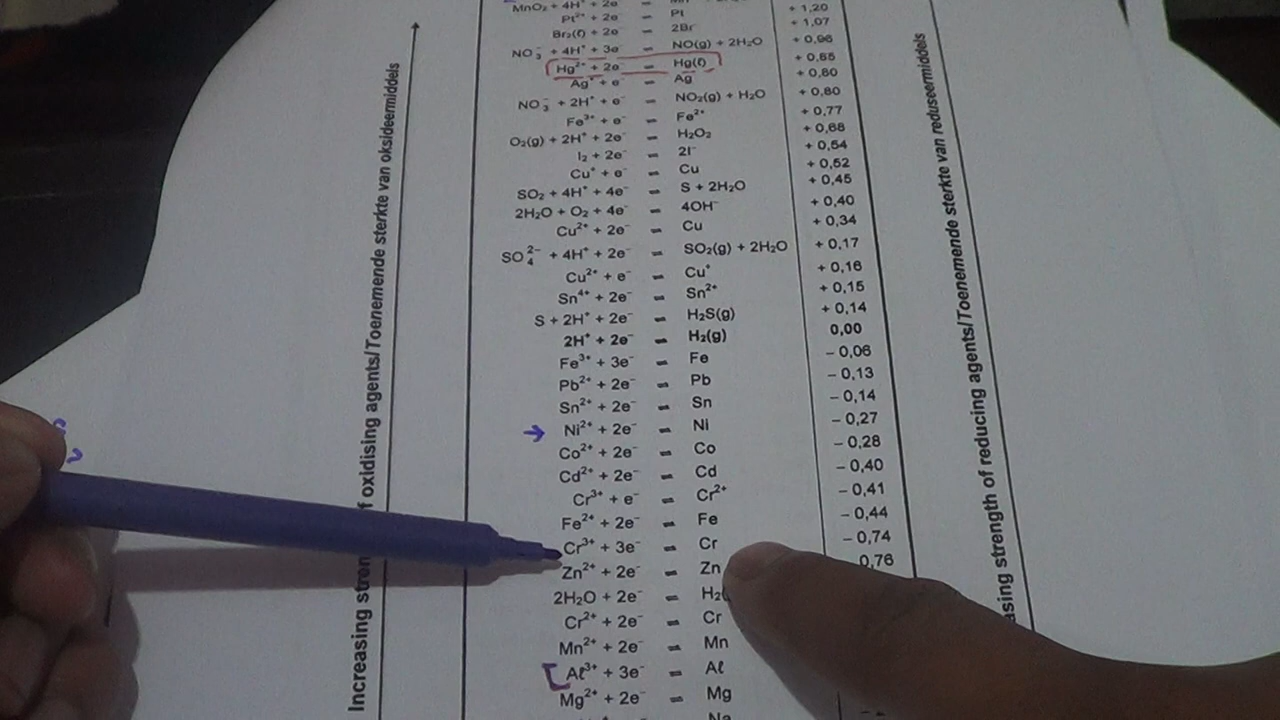 MnO₂ + 4H⁺ + 2e⁻ = + 1,20
Pt²⁺ + 2e⁻ = Pt + 1,20
Br₂(ℓ) + 2e⁻ = 2Br⁻ + 1,07
NO₃⁻ + 4H⁺ + 3e⁻ = NO(g) + 2H₂O + 0,96
Hg²⁺ + 2e⁻ = Hg(ℓ) + 0,85
Ag⁺ + e⁻ = Ag + 0,80
NO₃⁻ + 2H⁺ + e⁻ = NO₂(g) + H₂O + 0,80
Fe³⁺ + e⁻ = Fe²⁺ + 0,77
O₂(g) + 2H⁺ + 2e⁻ = H₂O₂ + 0,68
I₂ + 2e⁻ = 2I⁻ + 0,54
Cu⁺ + e⁻ = Cu + 0,52
SO₂ + 4H⁺ + 4e⁻ = S + 2H₂O + 0,45
2H₂O + O₂ + 4e⁻ = 4OH⁻ + 0,40
Cu²⁺ + 2e⁻ = Cu + 0,34
SO₄²⁻ + 4H⁺ + 2e⁻ = SO₂(g) + 2H₂O + 0,17
Cu²⁺ + e⁻ = Cu⁺ + 0,16
Sn⁴⁺ + 2e⁻ = Sn²⁺ + 0,15
S + 2H⁺ + 2e⁻ = H₂S(g) + 0,14
2H⁺ + 2e⁻ = H₂(g) 0,00
Fe³⁺ + 3e⁻ = Fe – 0,06
Pb²⁺ + 2e⁻ = Pb – 0,13
Sn²⁺ + 2e⁻ = Sn – 0,14
→ Ni²⁺ + 2e⁻ = Ni – 0,27
Co²⁺ + 2e⁻ = Co – 0,28
Cd²⁺ + 2e⁻ = Cd – 0,40
Cr³⁺ + e⁻ = Cr²⁺ – 0,41
Fe²⁺ + 2e⁻ = Fe – 0,44
Cr³⁺ + 3e⁻ = Cr – 0,74
Zn²⁺ + 2e⁻ = Zn 0,76
2H₂O + 2e⁻ = H₂(
Cr²⁺ + 2e⁻ = Cr
Mn²⁺ + 2e⁻ = Mn
[ Aℓ³⁺ + 3e⁻ = Aℓ
Mg²⁺ + 2e⁻ = Mg
Na
Increasing stren f oxidising agents/Toenemende sterkte van oksideermiddels
asing strength of reducing agents/Toenemende sterkte van reduseermiddels